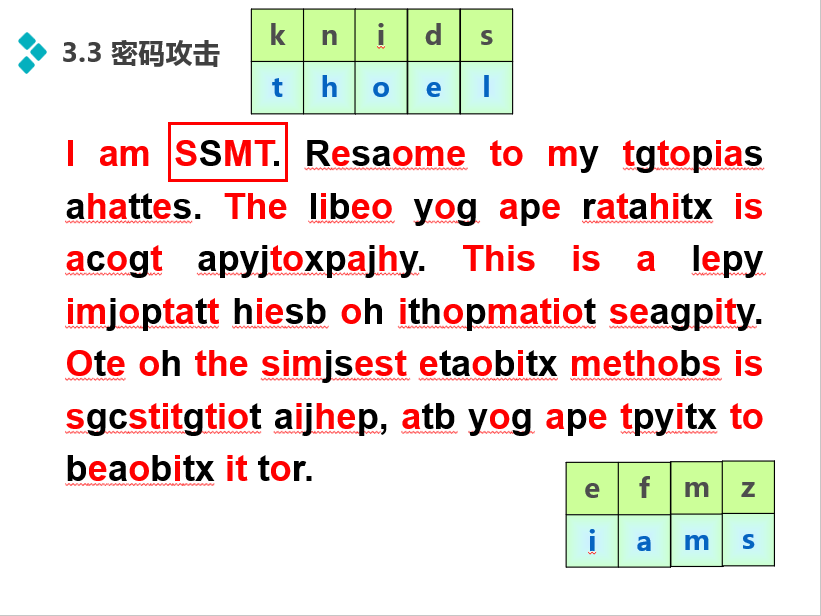 k n i d s
3.3 密码攻击
t h o e l
I am SSMT. Resaome to my tgtopias
ahattes. The libeo yog ape ratahitx is
acogt apyjtoxpajhy. This is a lepy
imjoptatt hiesb oh ithopmatiot seagpity.
Ote oh the simjsest etaobitx methobs is
sgcstitgtiot aijhep, atb yog ape tpyitx to
beaobitx it tor.
e f m z
i a m s